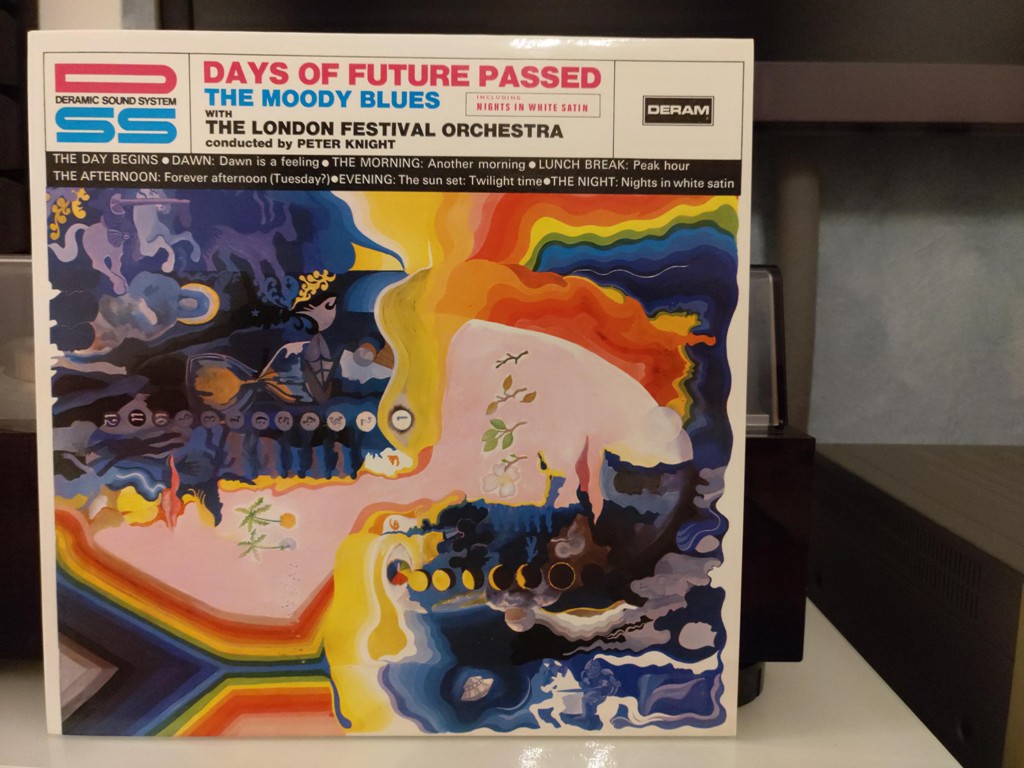 D
DERAMIC SOUND SYSTEM
SS
DAYS OF FUTURE PASSED
THE MOODY BLUES
INCLUDING
NIGHTS IN WHITE SATIN
WITH
THE LONDON FESTIVAL ORCHESTRA
conducted by PETER KNIGHT
DERAM
THE DAY BEGINS ● DAWN: Dawn is a feeling ● THE MORNING: Another morning ● LUNCH BREAK: Peak hour
THE AFTERNOON: Forever afternoon (Tuesday?) ● EVENING: The sun set: Twilight time ● THE NIGHT: Nights in white satin